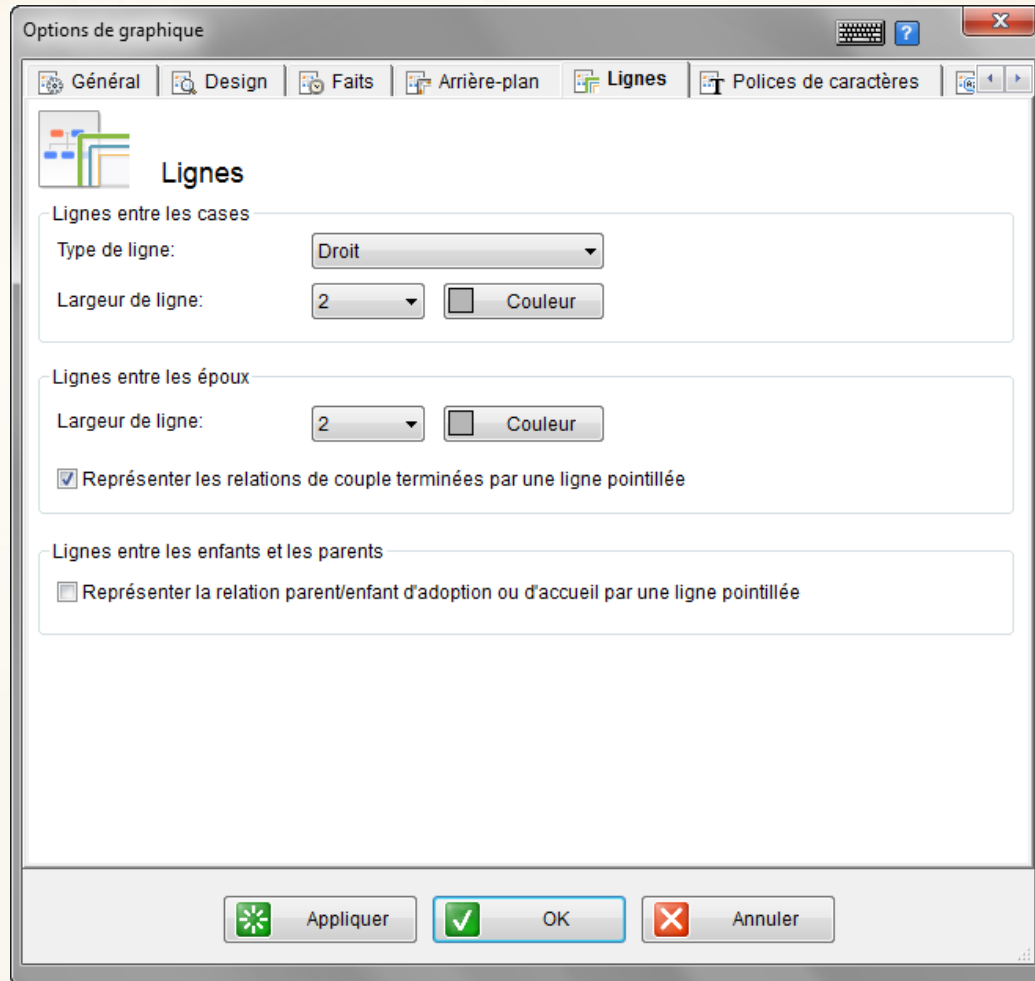 Options de graphique
?
Général Design Faits Arrière-plan Lignes Polices de caractères
Lignes
Lignes entre les cases
Type de ligne: Droit
Largeur de ligne: 2 Couleur
Lignes entre les époux
Largeur de ligne: 2 Couleur
Représenter les relations de couple terminées par une ligne pointillée
Lignes entre les enfants et les parents
Représenter la relation parent/enfant d'adoption ou d'accueil par une ligne pointillée
Appliquer OK Annuler